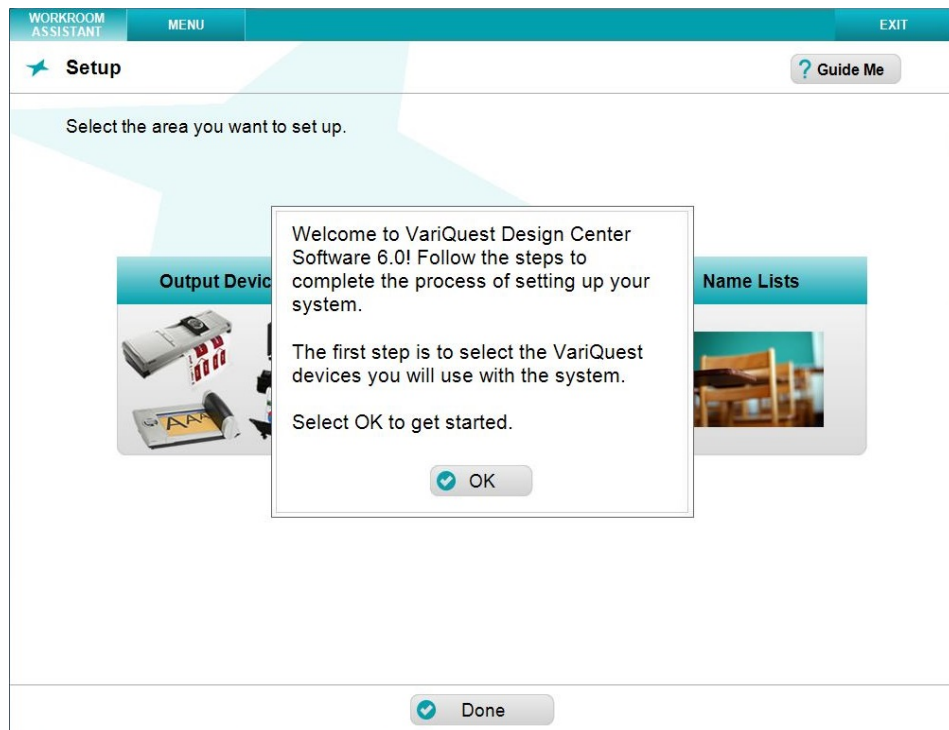 WORKROOM
ASSISTANT
MENU
EXIT
Setup
? Guide Me
Select the area you want to set up.
Welcome to VariQuest Design Center
Software 6.0! Follow the steps to
complete the process of setting up your
system.
The first step is to select the VariQuest
devices you will use with the system.
Select OK to get started.
OK
Output Devic
Name Lists
AAA
Done